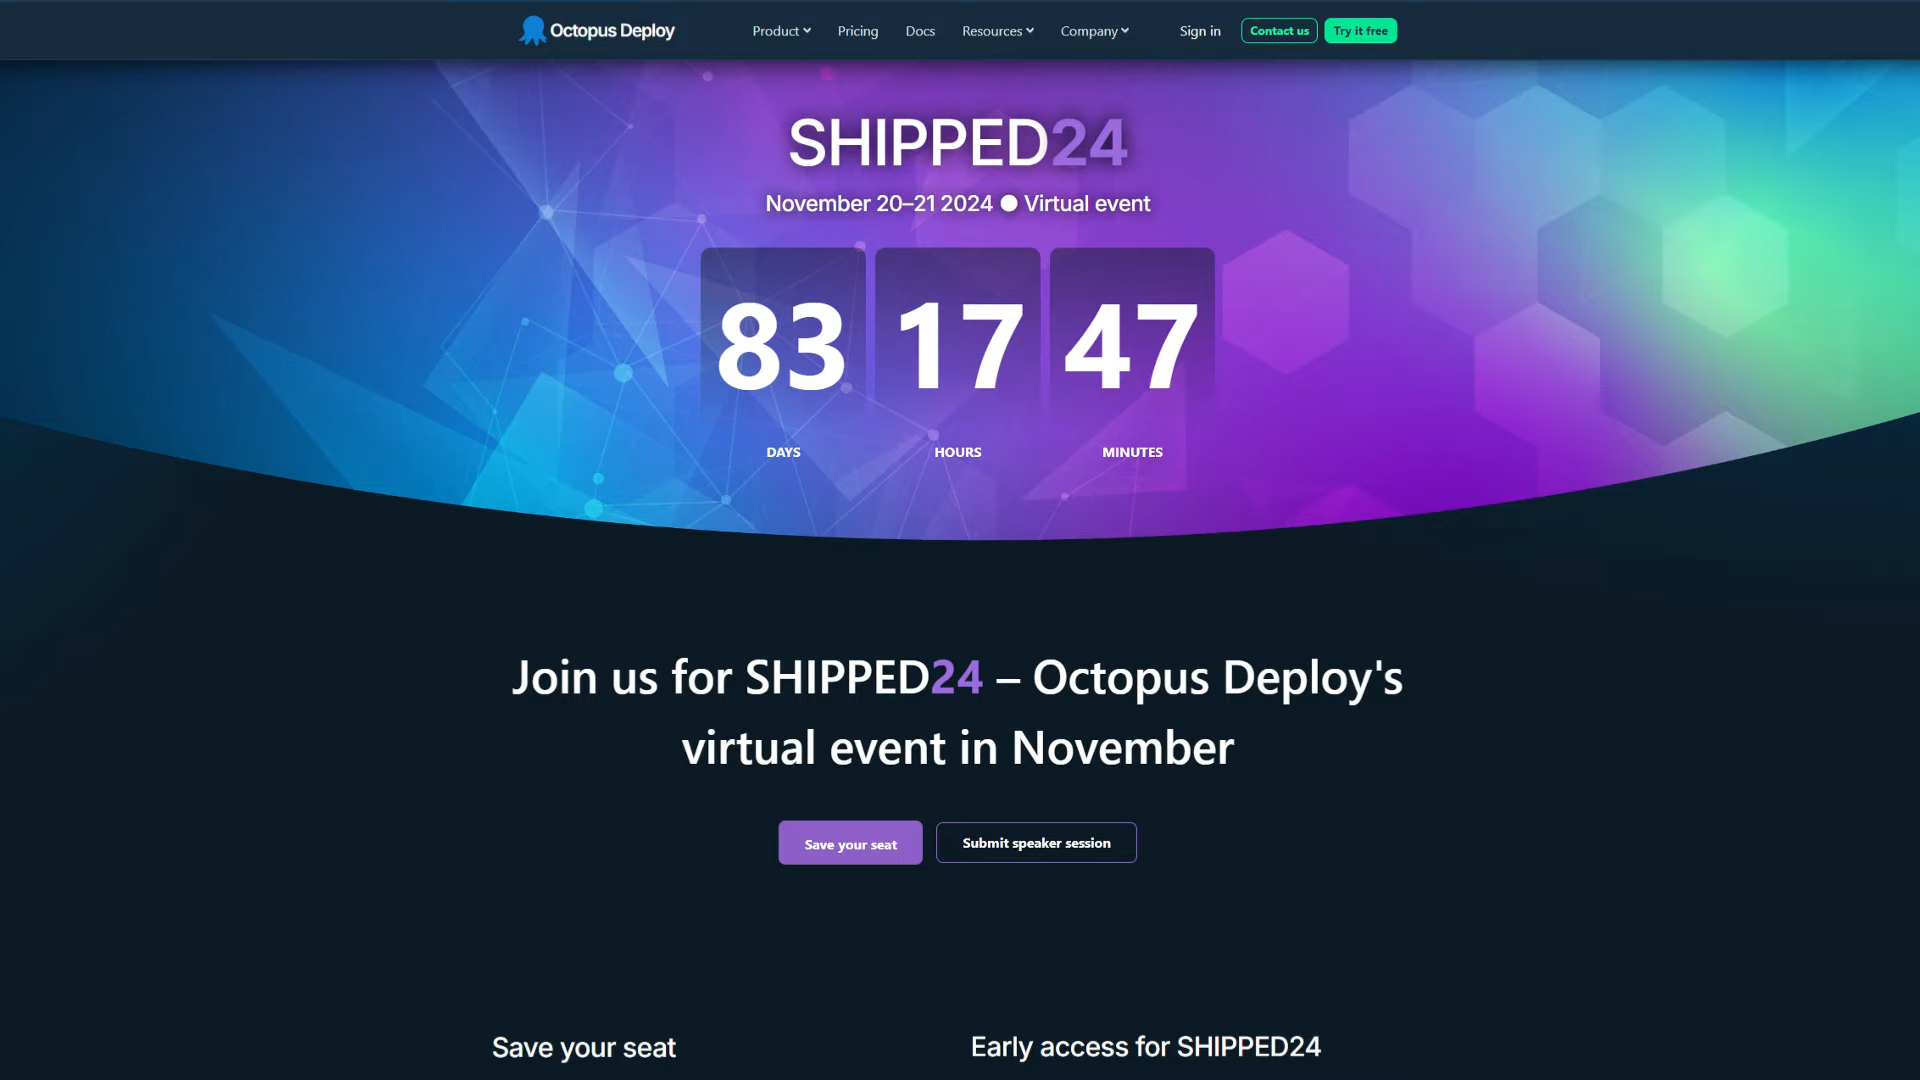 Octopus Deploy
Product
Pricing
Docs
Resources
Company
Sign in
Contact us
Try it free
SHIPPED24
November 20–21 2024 ● Virtual event
83 17 47
DAYS HOURS MINUTES
Join us for SHIPPED24 – Octopus Deploy's
virtual event in November
Save your seat
Submit speaker session
Save your seat
Early access for SHIPPED24